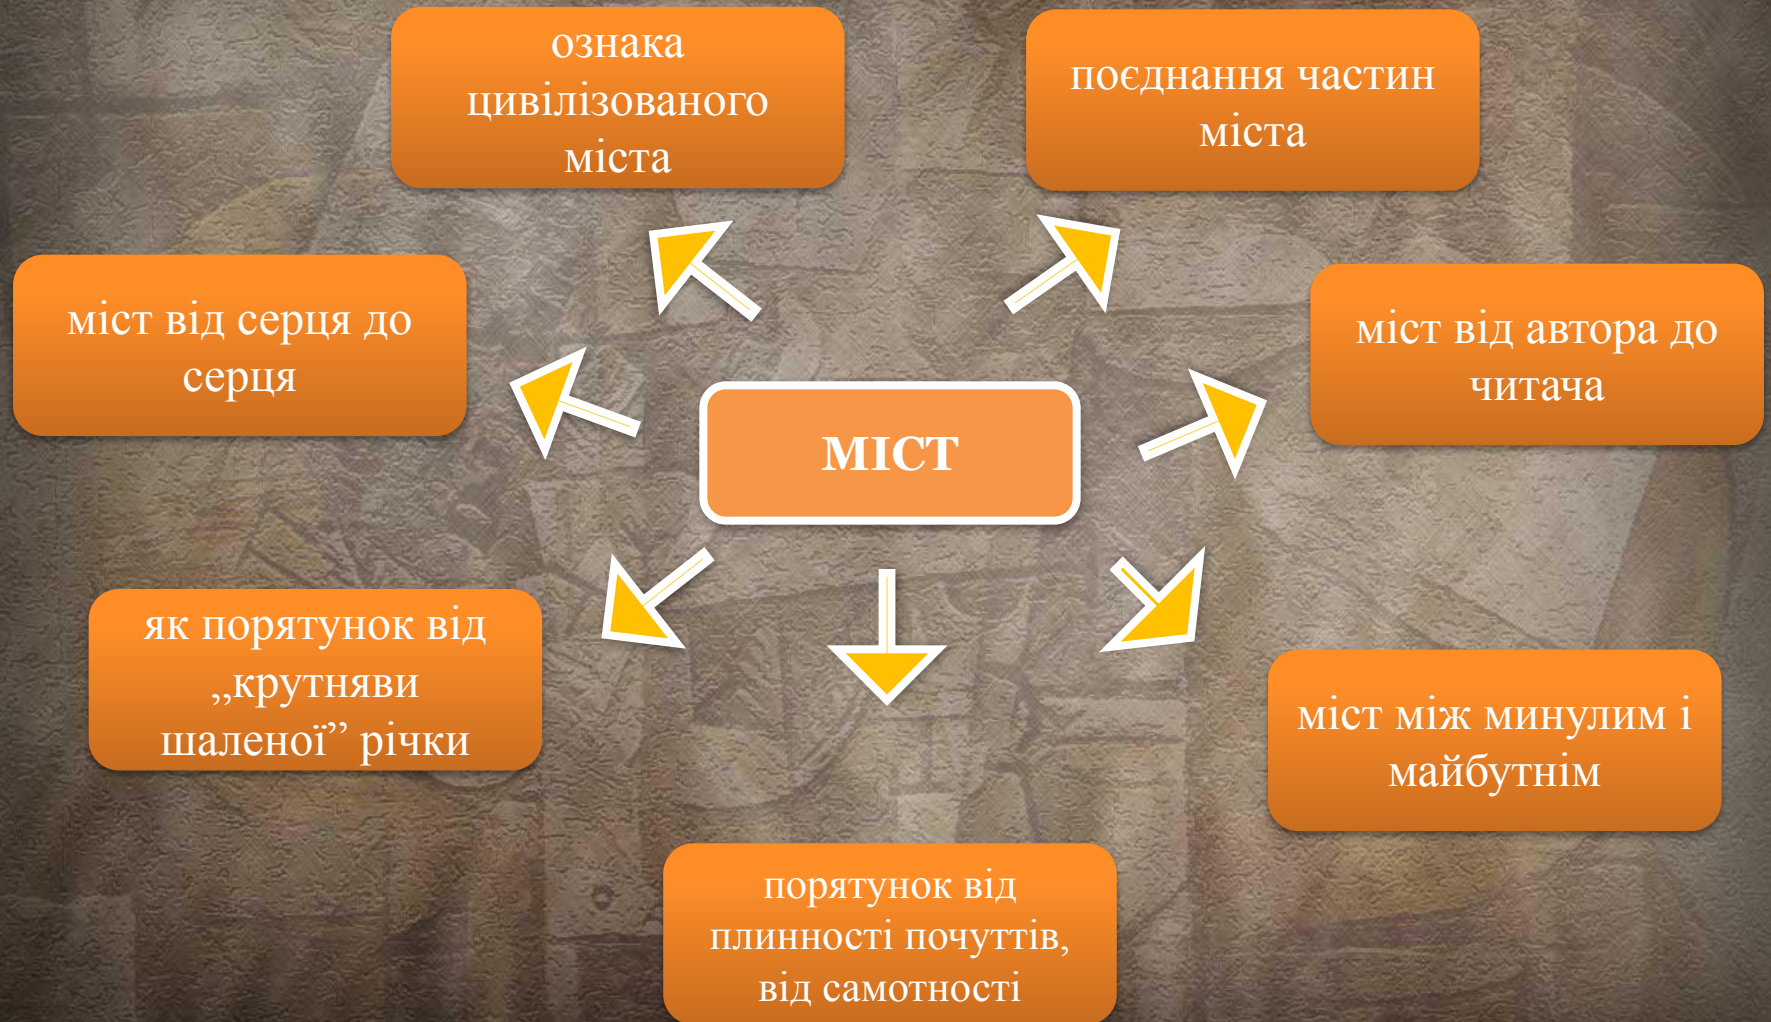 ознака
цивілізованого
міста
поєднання частин
міста
міст від серця до
серця
міст від автора до
читача
МІСТ
як порятунок від
„крутняви
шаленої” річки
міст між минулим і
майбутнім
порятунок від
плинності почуттів,
від самотності